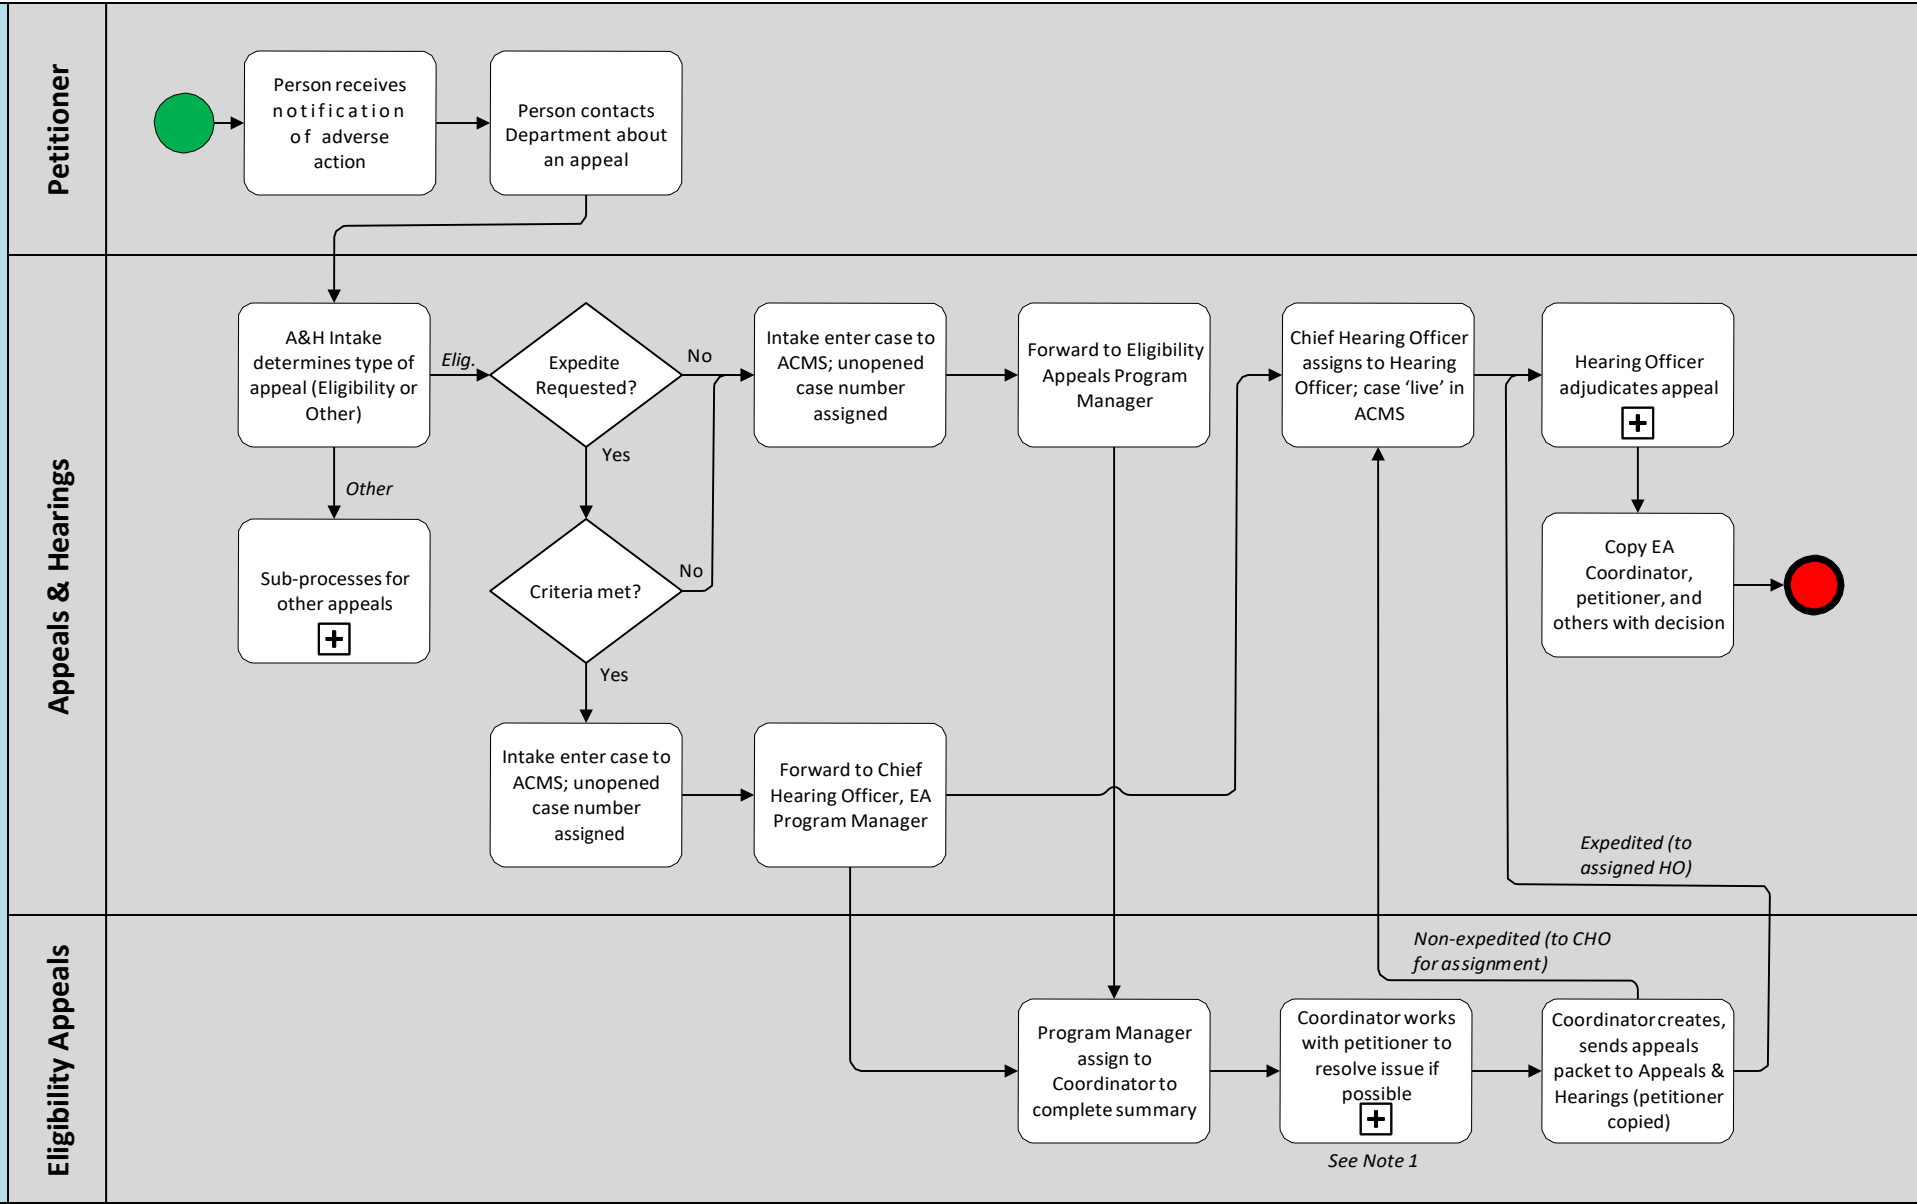 Petitioner
Person receives
notification
of adverse
action
Person contacts
Department about
an appeal
Appeals & Hearings
A&H Intake
determines type of
appeal (Eligibility or
Other)
Elig.
Other
Sub-processes for
other appeals
Expedite
Requested?
No
Yes
Criteria met?
No
Yes
Intake enter case to
ACMS; unopened
case number
assigned
Forward to Eligibility
Appeals Program
Manager
Chief Hearing Officer
assigns to Hearing
Officer; case ‘live’ in
ACMS
Hearing Officer
adjudicates appeal
Copy EA
Coordinator,
petitioner, and
others with decision
Intake enter case to
ACMS; unopened
case number
assigned
Forward to Chief
Hearing Officer, EA
Program Manager
Expedited (to
assigned HO)
Eligibility Appeals
Non-expedited (to CHO
for assignment)
Program Manager
assign to
Coordinator to
complete summary
Coordinator works
with petitioner to
resolve issue if
possible
See Note 1
Coordinator creates,
sends appeals
packet to Appeals &
Hearings (petitioner
copied)